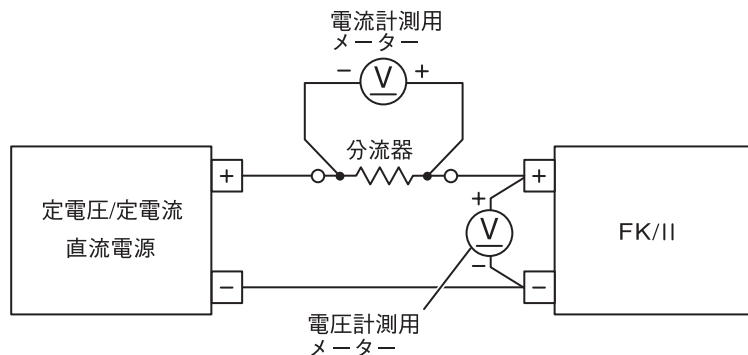 電流計測用
メーター
− V +
分流器
+
+
定電圧/定電流
直流電源
+
V
−
FK/II
−
−
電圧計測用
メーター